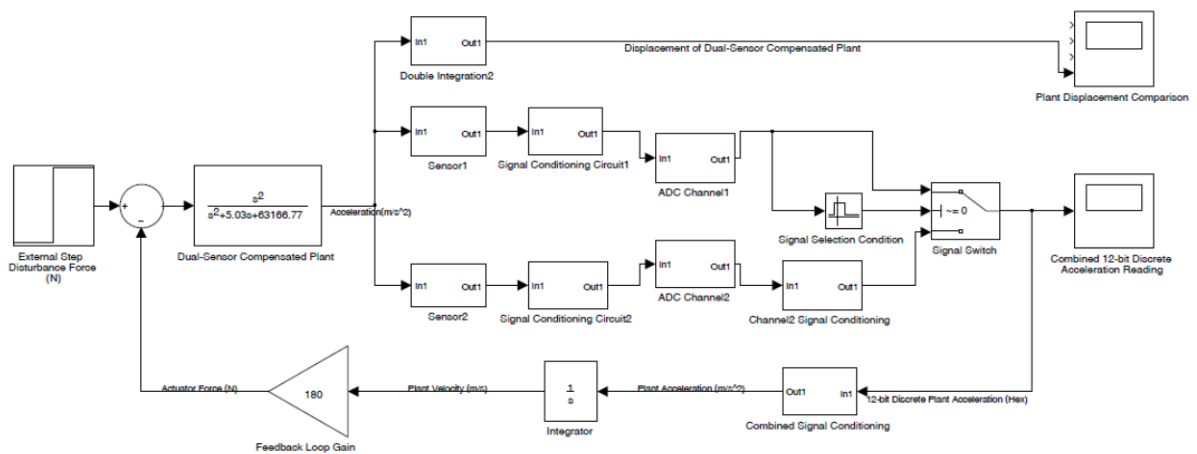 In1 Out1
Double Integration2
Displacement of Dual-Sensor Compensated Plant
Plant Displacement Comparison
In1 Out1
Sensor1
In1 Out1
Signal Conditioning Circuit1
In1 Out1
ADC Channel1
External Step
Disturbance Force
(N)
+
−
s2
s2+5.03s+63166.77
Dual-Sensor Compensated Plant
Acceleration(m/s^2)
Signal Selection Condition
~= 0
Signal Switch
Combined 12-bit Discrete
Acceleration Reading
In1 Out1
Sensor2
In1 Out1
Signal Conditioning Circuit2
In1 Out1
ADC Channel2
In1 Out1
Channel2 Signal Conditioning
Actuator Force (N)
180
Feedback Loop Gain
Plant Velocity (m/s)
1
s
Integrator
Plant Acceleration (m/s^2)
Out1 In1
Combined Signal Conditioning
12-bit Discrete Plant Acceleration (Hex)